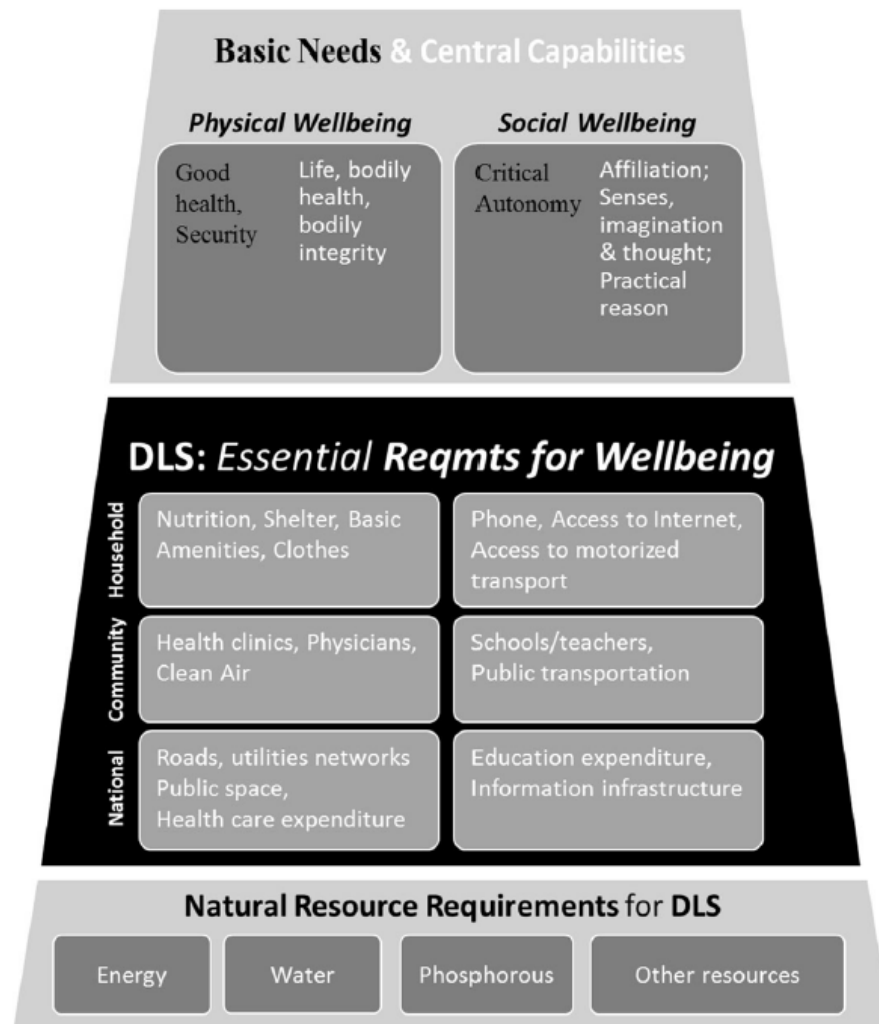 Basic Needs & Central Capabilities
Physical Wellbeing
Social Wellbeing
Good
health,
Security
Life, bodily
health,
bodily
integrity
Critical
Autonomy
Affiliation;
Senses,
imagination
& thought;
Practical
reason
DLS: Essential Reqmts for Wellbeing
Household
Nutrition, Shelter, Basic
Amenities, Clothes
Phone, Access to Internet,
Access to motorized
transport
Community
Health clinics, Physicians,
Clean Air
Schools/teachers,
Public transportation
National
Roads, utilities networks
Public space,
Health care expenditure
Education expenditure,
Information infrastructure
Natural Resource Requirements for DLS
Energy
Water
Phosphorous
Other resources